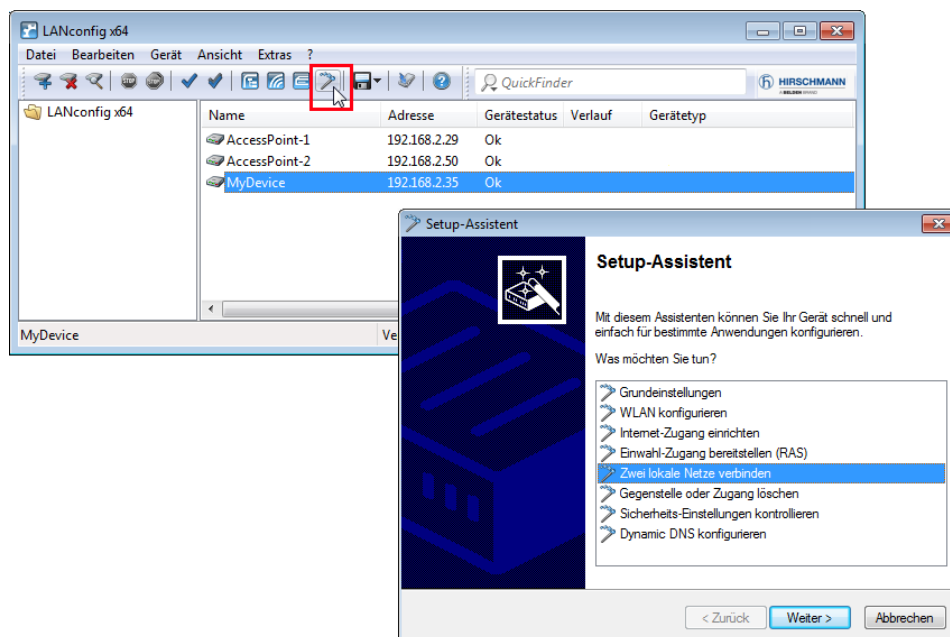 LANconfig x64
Datei Bearbeiten Gerät Ansicht Extras ?
QuickFinder
HIRSCHMANN
A BELDEN BRAND
LANconfig x64
Name Adresse Gerätestatus Verlauf Gerätetyp
AccessPoint-1 192.168.2.29 Ok
AccessPoint-2 192.168.2.50 Ok
MyDevice 192.168.2.35 Ok
MyDevice
Setup-Assistent
Setup-Assistent
Mit diesem Assistenten können Sie Ihr Gerät schnell und
einfach für bestimmte Anwendungen konfigurieren.
Was möchten Sie tun?
Grundeinstellungen
WLAN konfigurieren
Internet-Zugang einrichten
Einwahl-Zugang bereitstellen (RAS)
Zwei lokale Netze verbinden
Gegenstelle oder Zugang löschen
Sicherheits-Einstellungen kontrollieren
Dynamic DNS konfigurieren
< Zurück Weiter > Abbrechen